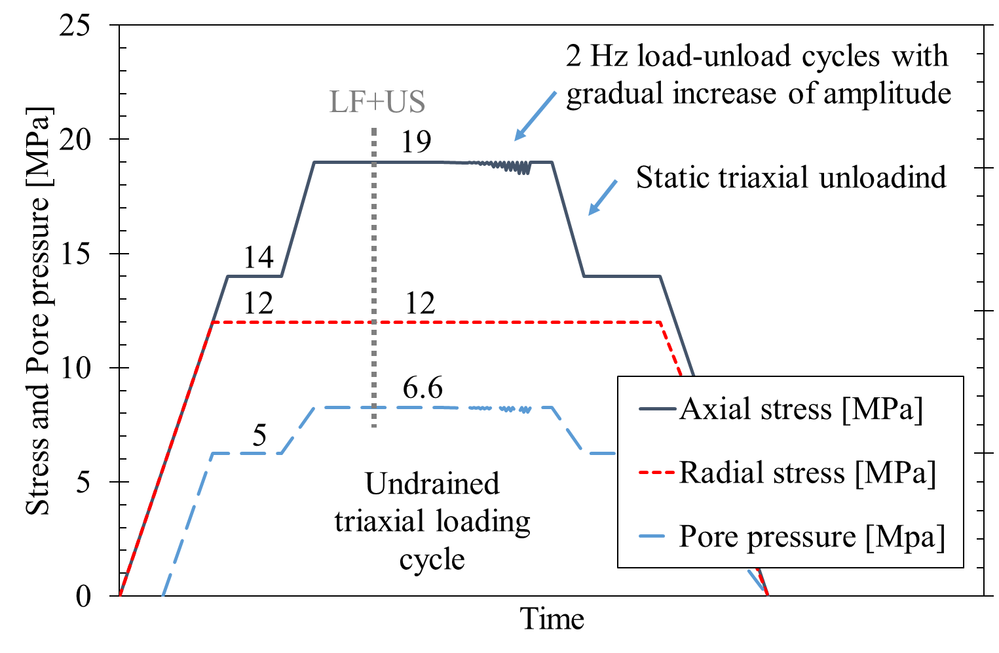 25
2 Hz load-unload cycles with
gradual increase of amplitude
LF+US
20
19
Static triaxial unloadind
15
14
12
12
10
6.6
5
5
0
Undrained
triaxial loading
cycle
Axial stress [MPa]
Radial stress [MPa]
Pore pressure [Mpa]
Stress and Pore pressure [MPa]
Time